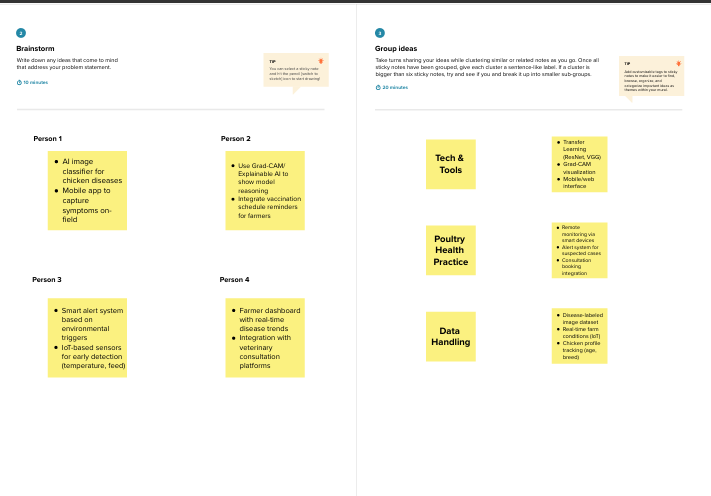 2
Brainstorm
Write down any ideas that come to mind
that address your problem statement.
10 minutes
TIP
You can select a sticky note
and hit the pencil [switch to
sketch] icon to start drawing!
Person 1
● AI image
classifier for
chicken diseases
● Mobile app to
capture
symptoms on-
field
Person 2
● Use Grad-CAM/
Explainable AI to
show model
reasoning
● Integrate vaccination
schedule reminders
for farmers
Person 3
● Smart alert system
based on
environmental
triggers
● IoT-based sensors
for early detection
(temperature, feed)
Person 4
● Farmer dashboard
with real-time
disease trends
● Integration with
veterinary
consultation
platforms
3
Group ideas
Take turns sharing your ideas while clustering similar or related notes as you go. Once all
sticky notes have been grouped, give each cluster a sentence-like label. If a cluster is
bigger than six sticky notes, try and see if you and break it up into smaller sub-groups.
20 minutes
TIP
Add customizable tags to sticky
notes to make it easier to find,
browse, organize, and
categorize important ideas as
themes within your mural.
Tech &
Tools
● Transfer
Learning
(ResNet, VGG)
● Grad-CAM
visualization
● Mobile/web
interface
Poultry
Health
Practice
● Remote
monitoring via
smart devices
● Alert system for
suspected cases
● Consultation
booking
integration
Data
Handling
● Disease-labeled
image dataset
● Real-time farm
conditions (IoT)
● Chicken profile
tracking (age,
breed)